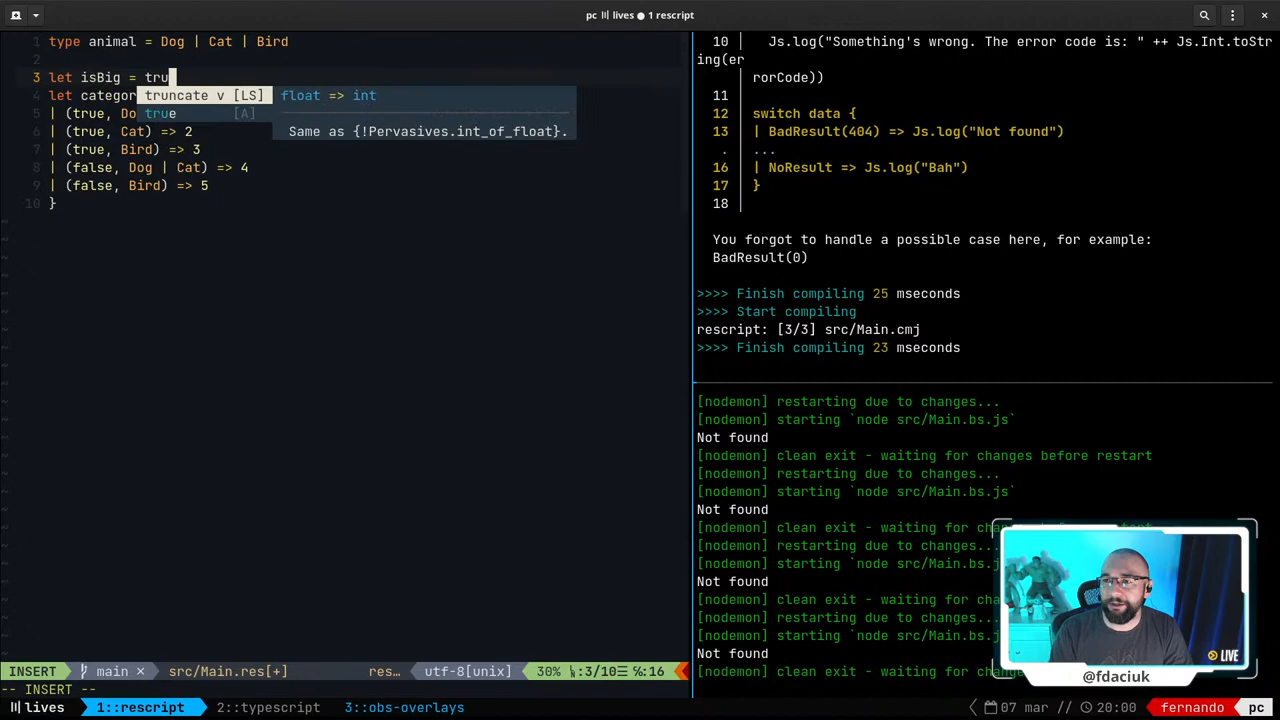 pc lives ● 1 rescript
1 type animal = Dog | Cat | Bird
2
3 let isBig = tru
4 let categor
5 | (true, Do
6 | (true, Cat) => 2
7 | (true, Bird) => 3
8 | (false, Dog | Cat) => 4
9 | (false, Bird) => 5
10 }
truncate v [LS]
true [A]
float => int
Same as {!Pervasives.int_of_float}.
INSERT main × src/Main.res[+] res… utf-8[unix] 30% ㏑:3/10☰ ℅:16
-- INSERT --
10 │ Js.log("Something's wrong. The error code is: " ++ Js.Int.toStr
ing(er
│ rorCode))
11 │
12 │ switch data {
13 │ | BadResult(404) => Js.log("Not found")
. │ ...
16 │ | NoResult => Js.log("Bah")
17 │ }
18 │
You forgot to handle a possible case here, for example:
BadResult(0)
>>>> Finish compiling 25 mseconds
>>>> Start compiling
rescript: [3/3] src/Main.cmj
>>>> Finish compiling 23 mseconds
[nodemon] restarting due to changes...
[nodemon] starting `node src/Main.bs.js`
Not found
[nodemon] clean exit - waiting for changes before restart
[nodemon] restarting due to changes...
[nodemon] starting `node src/Main.bs.js`
Not found
[nodemon] clean exit - waiting for
[nodemon] restarting due to changes...
[nodemon] starting `node src/Main.bs.js`
Not found
[nodemon] clean exit - waiting for
[nodemon] restarting due to changes...
[nodemon] starting `node src/Main.bs.js`
Not found
[nodemon] clean exit - waiting for
LIVE
@fdaciuk
lives 1::rescript 2::typescript 3::obs-overlays 07 mar // 20:00 fernando pc